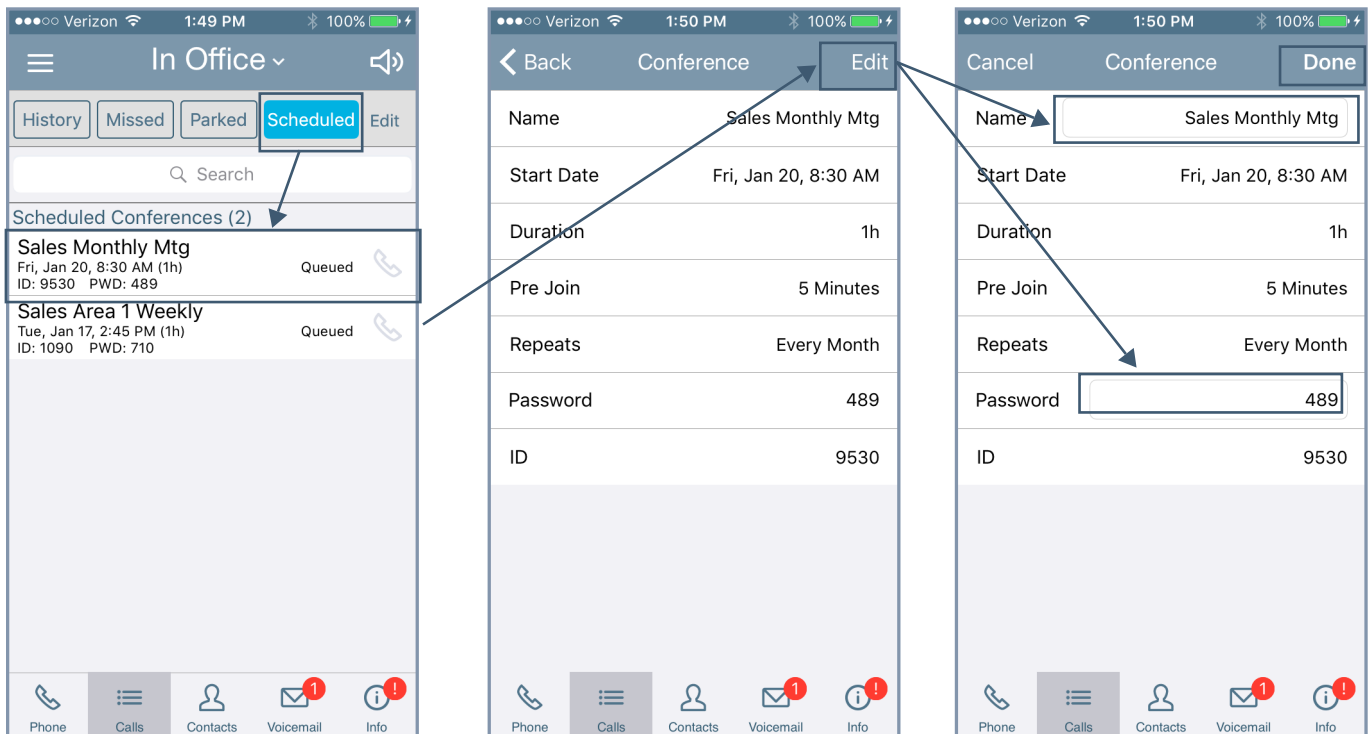 Verizon 1:49 PM 100%
In Office
History Missed Parked Scheduled Edit
Search
Scheduled Conferences (2)
Sales Monthly Mtg
Fri, Jan 20, 8:30 AM (1h) Queued
ID: 9530 PWD: 489
Sales Area 1 Weekly
Tue, Jan 17, 2:45 PM (1h) Queued
ID: 1090 PWD: 710
1 !
Phone Calls Contacts Voicemail Info
Verizon 1:50 PM 100%
Back Conference Edit
Name Sales Monthly Mtg
Start Date Fri, Jan 20, 8:30 AM
Duration 1h
Pre Join 5 Minutes
Repeats Every Month
Password 489
ID 9530
1 !
Phone Calls Contacts Voicemail Info
Verizon 1:50 PM 100%
Cancel Conference Done
Name Sales Monthly Mtg
Start Date Fri, Jan 20, 8:30 AM
Duration 1h
Pre Join 5 Minutes
Repeats Every Month
Password 489
ID 9530
1 !
Phone Calls Contacts Voicemail Info